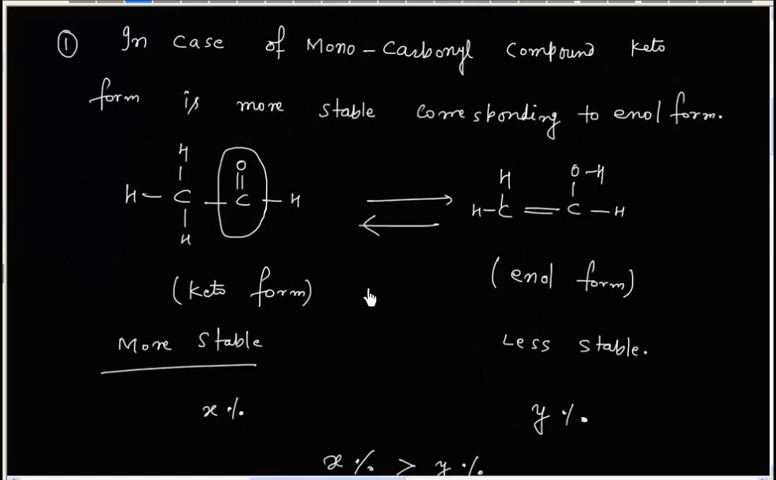 ① In case of Mono-Carbonyl Compound keto
form is more stable corresponding to enol form.
H O H O-H
H-C-C-H H-C=C-H
H
(keto form) (enol form)
More Stable Less stable.
x% y%.
x% > y%.